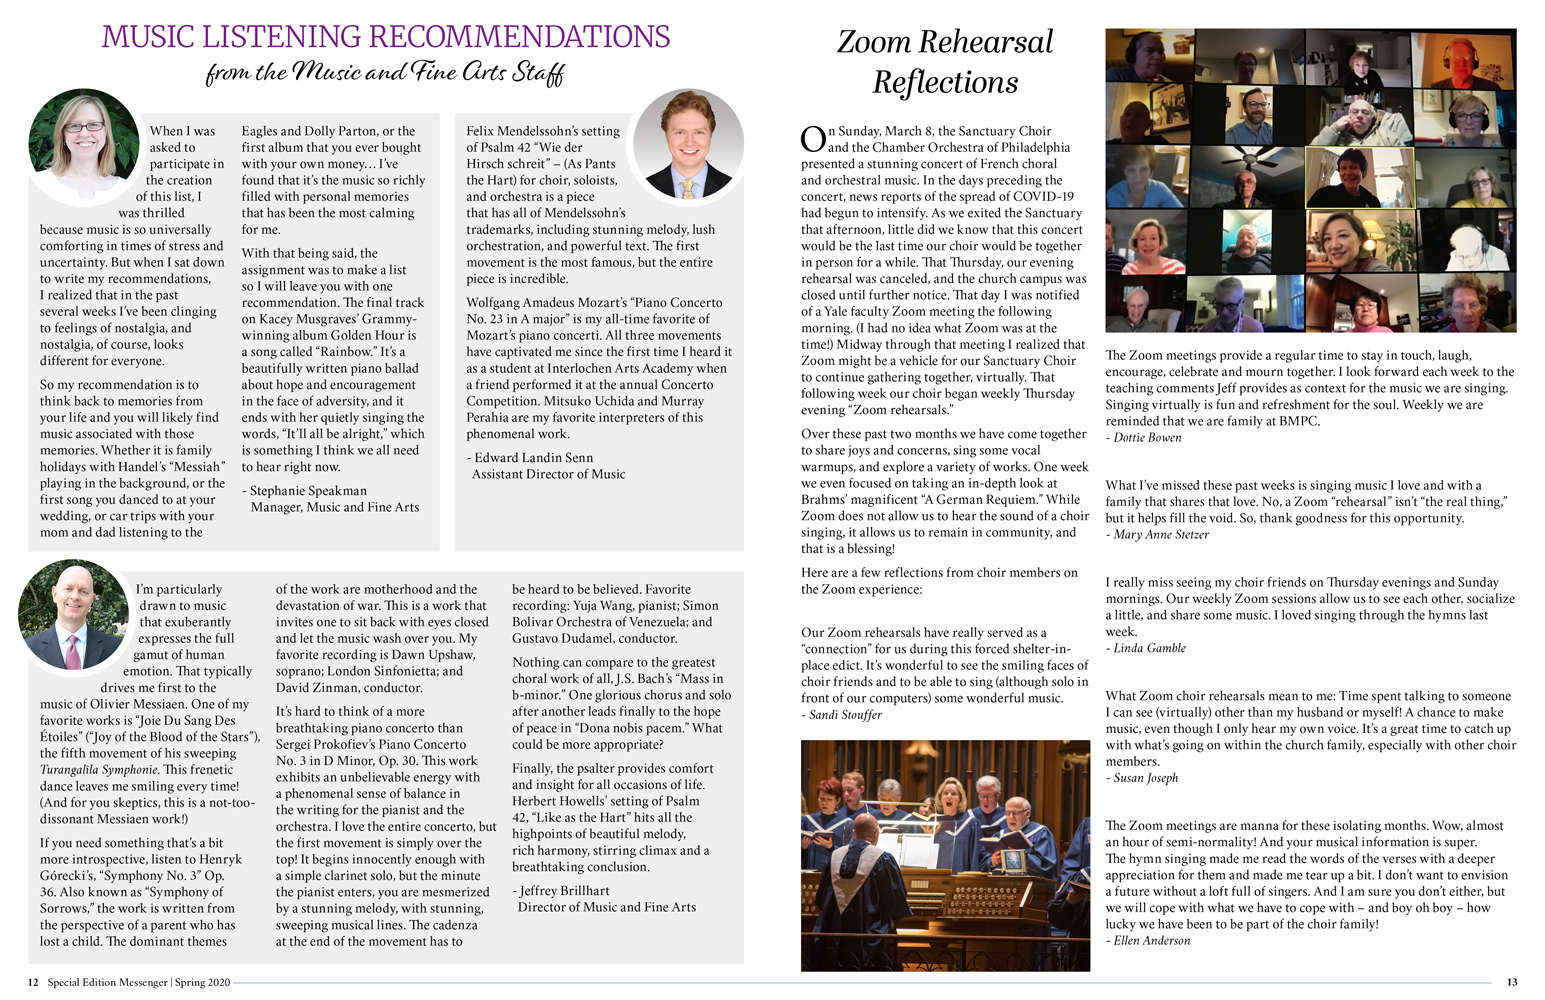 MUSIC LISTENING RECOMMENDATIONS
from the Music and Fine Arts Staff
When I was
asked to
participate in
the creation
of this list, I
was thrilled
because music is so universally
comforting in times of stress and
uncertainty. But when I sat down
to write my recommendations,
I realized that in the past
several weeks I've been clinging
to feelings of nostalgia, and
nostalgia, of course, looks
different for everyone.
So my recommendation is to
think back to memories from
your life and you will likely find
music associated with those
memories. Whether it is family
holidays with Handel's “Messiah”
playing in the background, or the
first song you danced to at your
wedding, or car trips with your
mom and dad listening to the
Eagles and Dolly Parton, or the
first album that you ever bought
with your own money… I've
found that it's the music so richly
filled with personal memories
that has been the most calming
for me.
With that being said, the
assignment was to make a list
so I will leave you with one
recommendation. The final track
on Kacey Musgraves' Grammy-
winning album Golden Hour is
a song called “Rainbow.” It's a
beautifully written piano ballad
about hope and encouragement
in the face of adversity, and it
ends with her quietly singing the
words, “It'll all be alright,” which
is something I think we all need
to hear right now.
- Stephanie Speakman
Manager, Music and Fine Arts
Felix Mendelssohn's setting
of Psalm 42 “Wie der
Hirsch schreit” – (As Pants
the Hart) for choir, soloists,
and orchestra is a piece
that has all of Mendelssohn's
trademarks, including stunning melody, lush
orchestration, and powerful text. The first
movement is the most famous, but the entire
piece is incredible.
Wolfgang Amadeus Mozart's “Piano Concerto
No. 23 in A major” is my all-time favorite of
Mozart's piano concerti. All three movements
have captivated me since the first time I heard it
as a student at Interlochen Arts Academy when
a friend performed it at the annual Concerto
Competition. Mitsuko Uchida and Murray
Perahia are my favorite interpreters of this
phenomenal work.
- Edward Landin Senn
Assistant Director of Music
I'm particularly
drawn to music
that exuberantly
expresses the full
gamut of human
emotion. That typically
drives me first to the
music of Olivier Messiaen. One of my
favorite works is “Joie Du Sang Des
Étoiles” (“Joy of the Blood of the Stars”),
the fifth movement of his sweeping
Turangalîla Symphonie. This frenetic
dance leaves me smiling every time!
(And for you skeptics, this is a not-too-
dissonant Messiaen work!)
If you need something that's a bit
more introspective, listen to Henryk
Górecki's, “Symphony No. 3” Op.
36. Also known as “Symphony of
Sorrows,” the work is written from
the perspective of a parent who has
lost a child. The dominant themes
of the work are motherhood and the
devastation of war. This is a work that
invites one to sit back with eyes closed
and let the music wash over you. My
favorite recording is Dawn Upshaw,
soprano; London Sinfonietta; and
David Zinman, conductor.
It's hard to think of a more
breathtaking piano concerto than
Sergei Prokofiev's Piano Concerto
No. 3 in D Minor, Op. 30. This work
exhibits an unbelievable energy with
a phenomenal sense of balance in
the writing for the pianist and the
orchestra. I love the entire concerto, but
the first movement is simply over the
top! It begins innocently enough with
a simple clarinet solo, but the minute
the pianist enters, you are mesmerized
by a stunning melody, with stunning,
sweeping musical lines. The cadenza
at the end of the movement has to
be heard to be believed. Favorite
recording: Yuja Wang, pianist; Simon
Bolivar Orchestra of Venezuela; and
Gustavo Dudamel, conductor.
Nothing can compare to the greatest
choral work of all, J.S. Bach's “Mass in
b-minor.” One glorious chorus and solo
after another leads finally to the hope
of peace in “Dona nobis pacem.” What
could be more appropriate?
Finally, the psalter provides comfort
and insight for all occasions of life.
Herbert Howells' setting of Psalm
42, “Like as the Hart” hits all the
highpoints of beautiful melody,
rich harmony, stirring climax and a
breathtaking conclusion.
- Jeffrey Brillhart
Director of Music and Fine Arts
12 Special Edition Messenger | Spring 2020
Zoom Rehearsal
Reflections
On Sunday, March 8, the Sanctuary Choir
and the Chamber Orchestra of Philadelphia
presented a stunning concert of French choral
and orchestral music. In the days preceding the
concert, news reports of the spread of COVID-19
had begun to intensify. As we exited the Sanctuary
that afternoon, little did we know that this concert
would be the last time our choir would be together
in person for a while. That Thursday, our evening
rehearsal was canceled, and the church campus was
closed until further notice. That day I was notified
of a Yale faculty Zoom meeting the following
morning. (I had no idea what Zoom was at the
time!) Midway through that meeting I realized that
Zoom might be a vehicle for our Sanctuary Choir
to continue gathering together, virtually. That
following week our choir began weekly Thursday
evening “Zoom rehearsals.”
Over these past two months we have come together
to share joys and concerns, sing some vocal
warmups, and explore a variety of works. One week
we even focused on taking an in-depth look at
Brahms' magnificent “A German Requiem.” While
Zoom does not allow us to hear the sound of a choir
singing, it allows us to remain in community, and
that is a blessing!
Here are a few reflections from choir members on
the Zoom experience:
Our Zoom rehearsals have really served as a
“connection” for us during this forced shelter-in-
place edict. It's wonderful to see the smiling faces of
choir friends and to be able to sing (although solo in
front of our computers) some wonderful music.
- Sandi Stouffer
The Zoom meetings provide a regular time to stay in touch, laugh,
encourage, celebrate and mourn together. I look forward each week to the
teaching comments Jeff provides as context for the music we are singing.
Singing virtually is fun and refreshment for the soul. Weekly we are
reminded that we are family at BMPC.
- Dottie Bowen
What I've missed these past weeks is singing music I love and with a
family that shares that love. No, a Zoom “rehearsal” isn't “the real thing,”
but it helps fill the void. So, thank goodness for this opportunity.
- Mary Anne Stetzer
I really miss seeing my choir friends on Thursday evenings and Sunday
mornings. Our weekly Zoom sessions allow us to see each other, socialize
a little, and share some music. I loved singing through the hymns last
week.
- Linda Gamble
What Zoom choir rehearsals mean to me: Time spent talking to someone
I can see (virtually) other than my husband or myself! A chance to make
music, even though I only hear my own voice. It's a great time to catch up
with what's going on within the church family, especially with other choir
members.
- Susan Joseph
The Zoom meetings are manna for these isolating months. Wow, almost
an hour of semi-normality! And your musical information is super.
The hymn singing made me read the words of the verses with a deeper
appreciation for them and made me tear up a bit. I don't want to envision
a future without a loft full of singers. And I am sure you don't either, but
we will cope with what we have to cope with – and boy oh boy – how
lucky we have been to be part of the choir family!
- Ellen Anderson
13